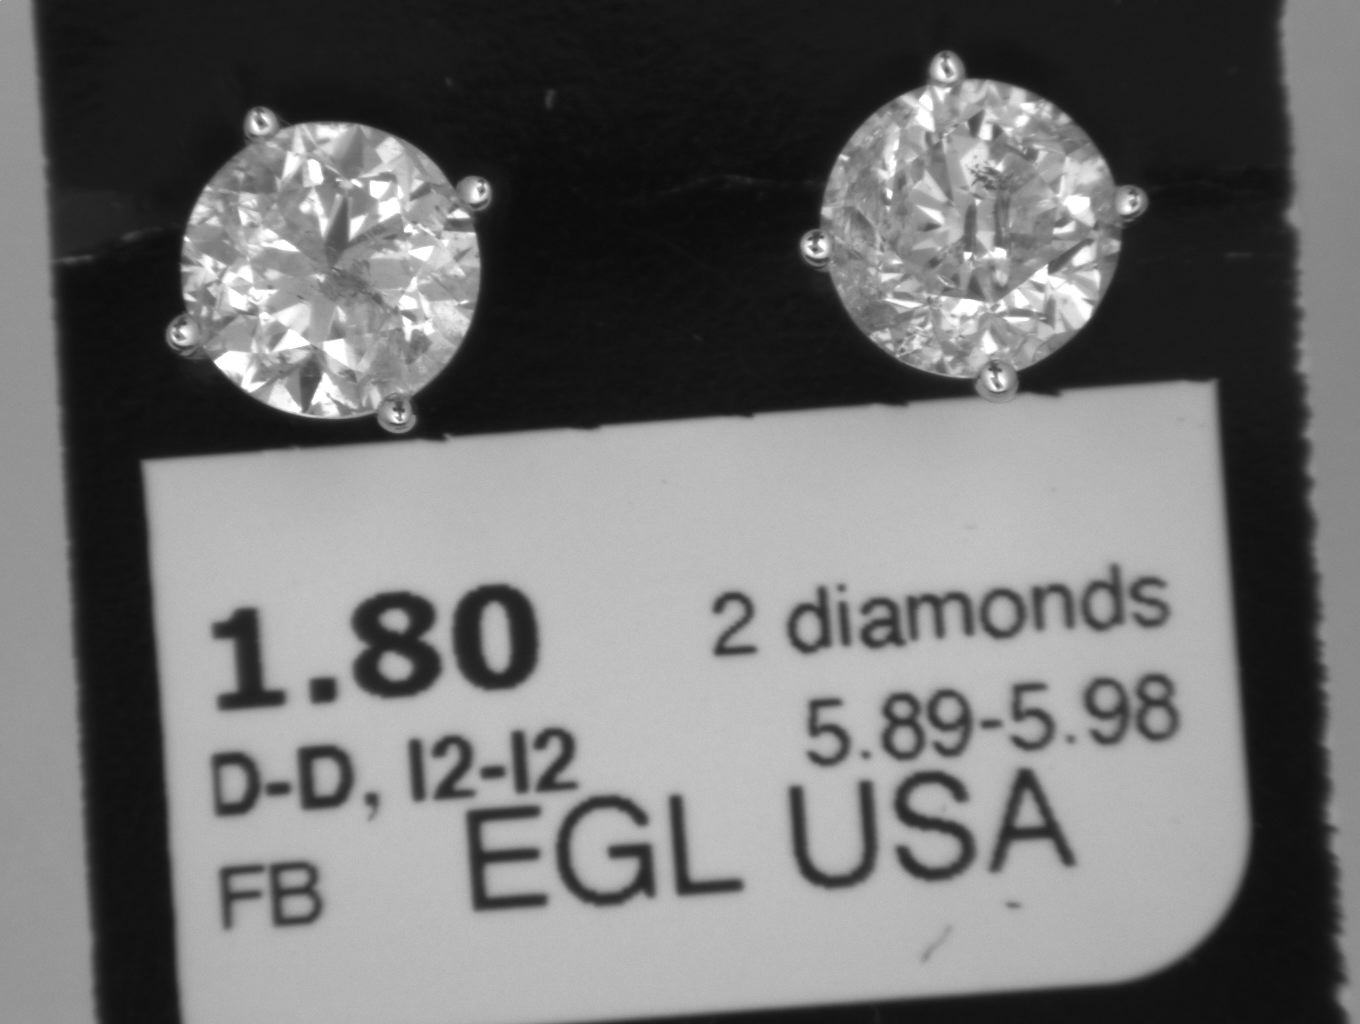 1.80 2 diamonds
5.89-5.98
D-D, I2-I2
EGL USA
FB